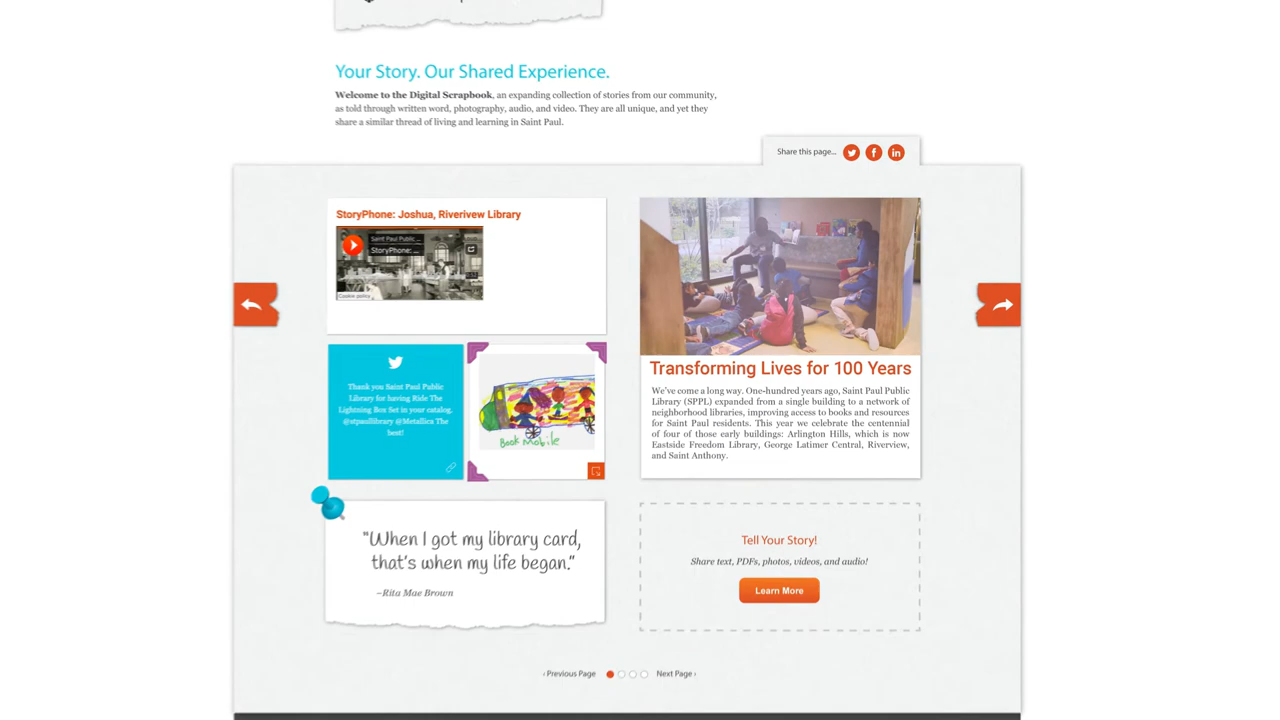 Your Story. Our Shared Experience.
Welcome to the Digital Scrapbook, an expanding collection of stories from our community,
as told through written word, photography, audio, and video. They are all unique, and yet they
share a similar thread of living and learning in Saint Paul.
Share this page...
StoryPhone: Joshua, Riverivew Library
Saint Paul Public ...
StoryPhone: ...
Cookie policy
Thank you Saint Paul Public
Library for having Ride The
Lightning Box Set in your catalog.
@stpaullibrary @Metallica The
best!
Book mobile
"When I got my library card,
that's when my life began."
~Rita Mae Brown
Transforming Lives for 100 Years
We've come a long way. One-hundred years ago, Saint Paul Public
Library (SPPL) expanded from a single building to a network of
neighborhood libraries, improving access to books and resources
for Saint Paul residents. This year we celebrate the centennial
of four of those early buildings: Arlington Hills, which is now
Eastside Freedom Library, George Latimer Central, Riverview,
and Saint Anthony.
Tell Your Story!
Share text, PDFs, photos, videos, and audio!
Learn More
‹ Previous Page
Next Page ›